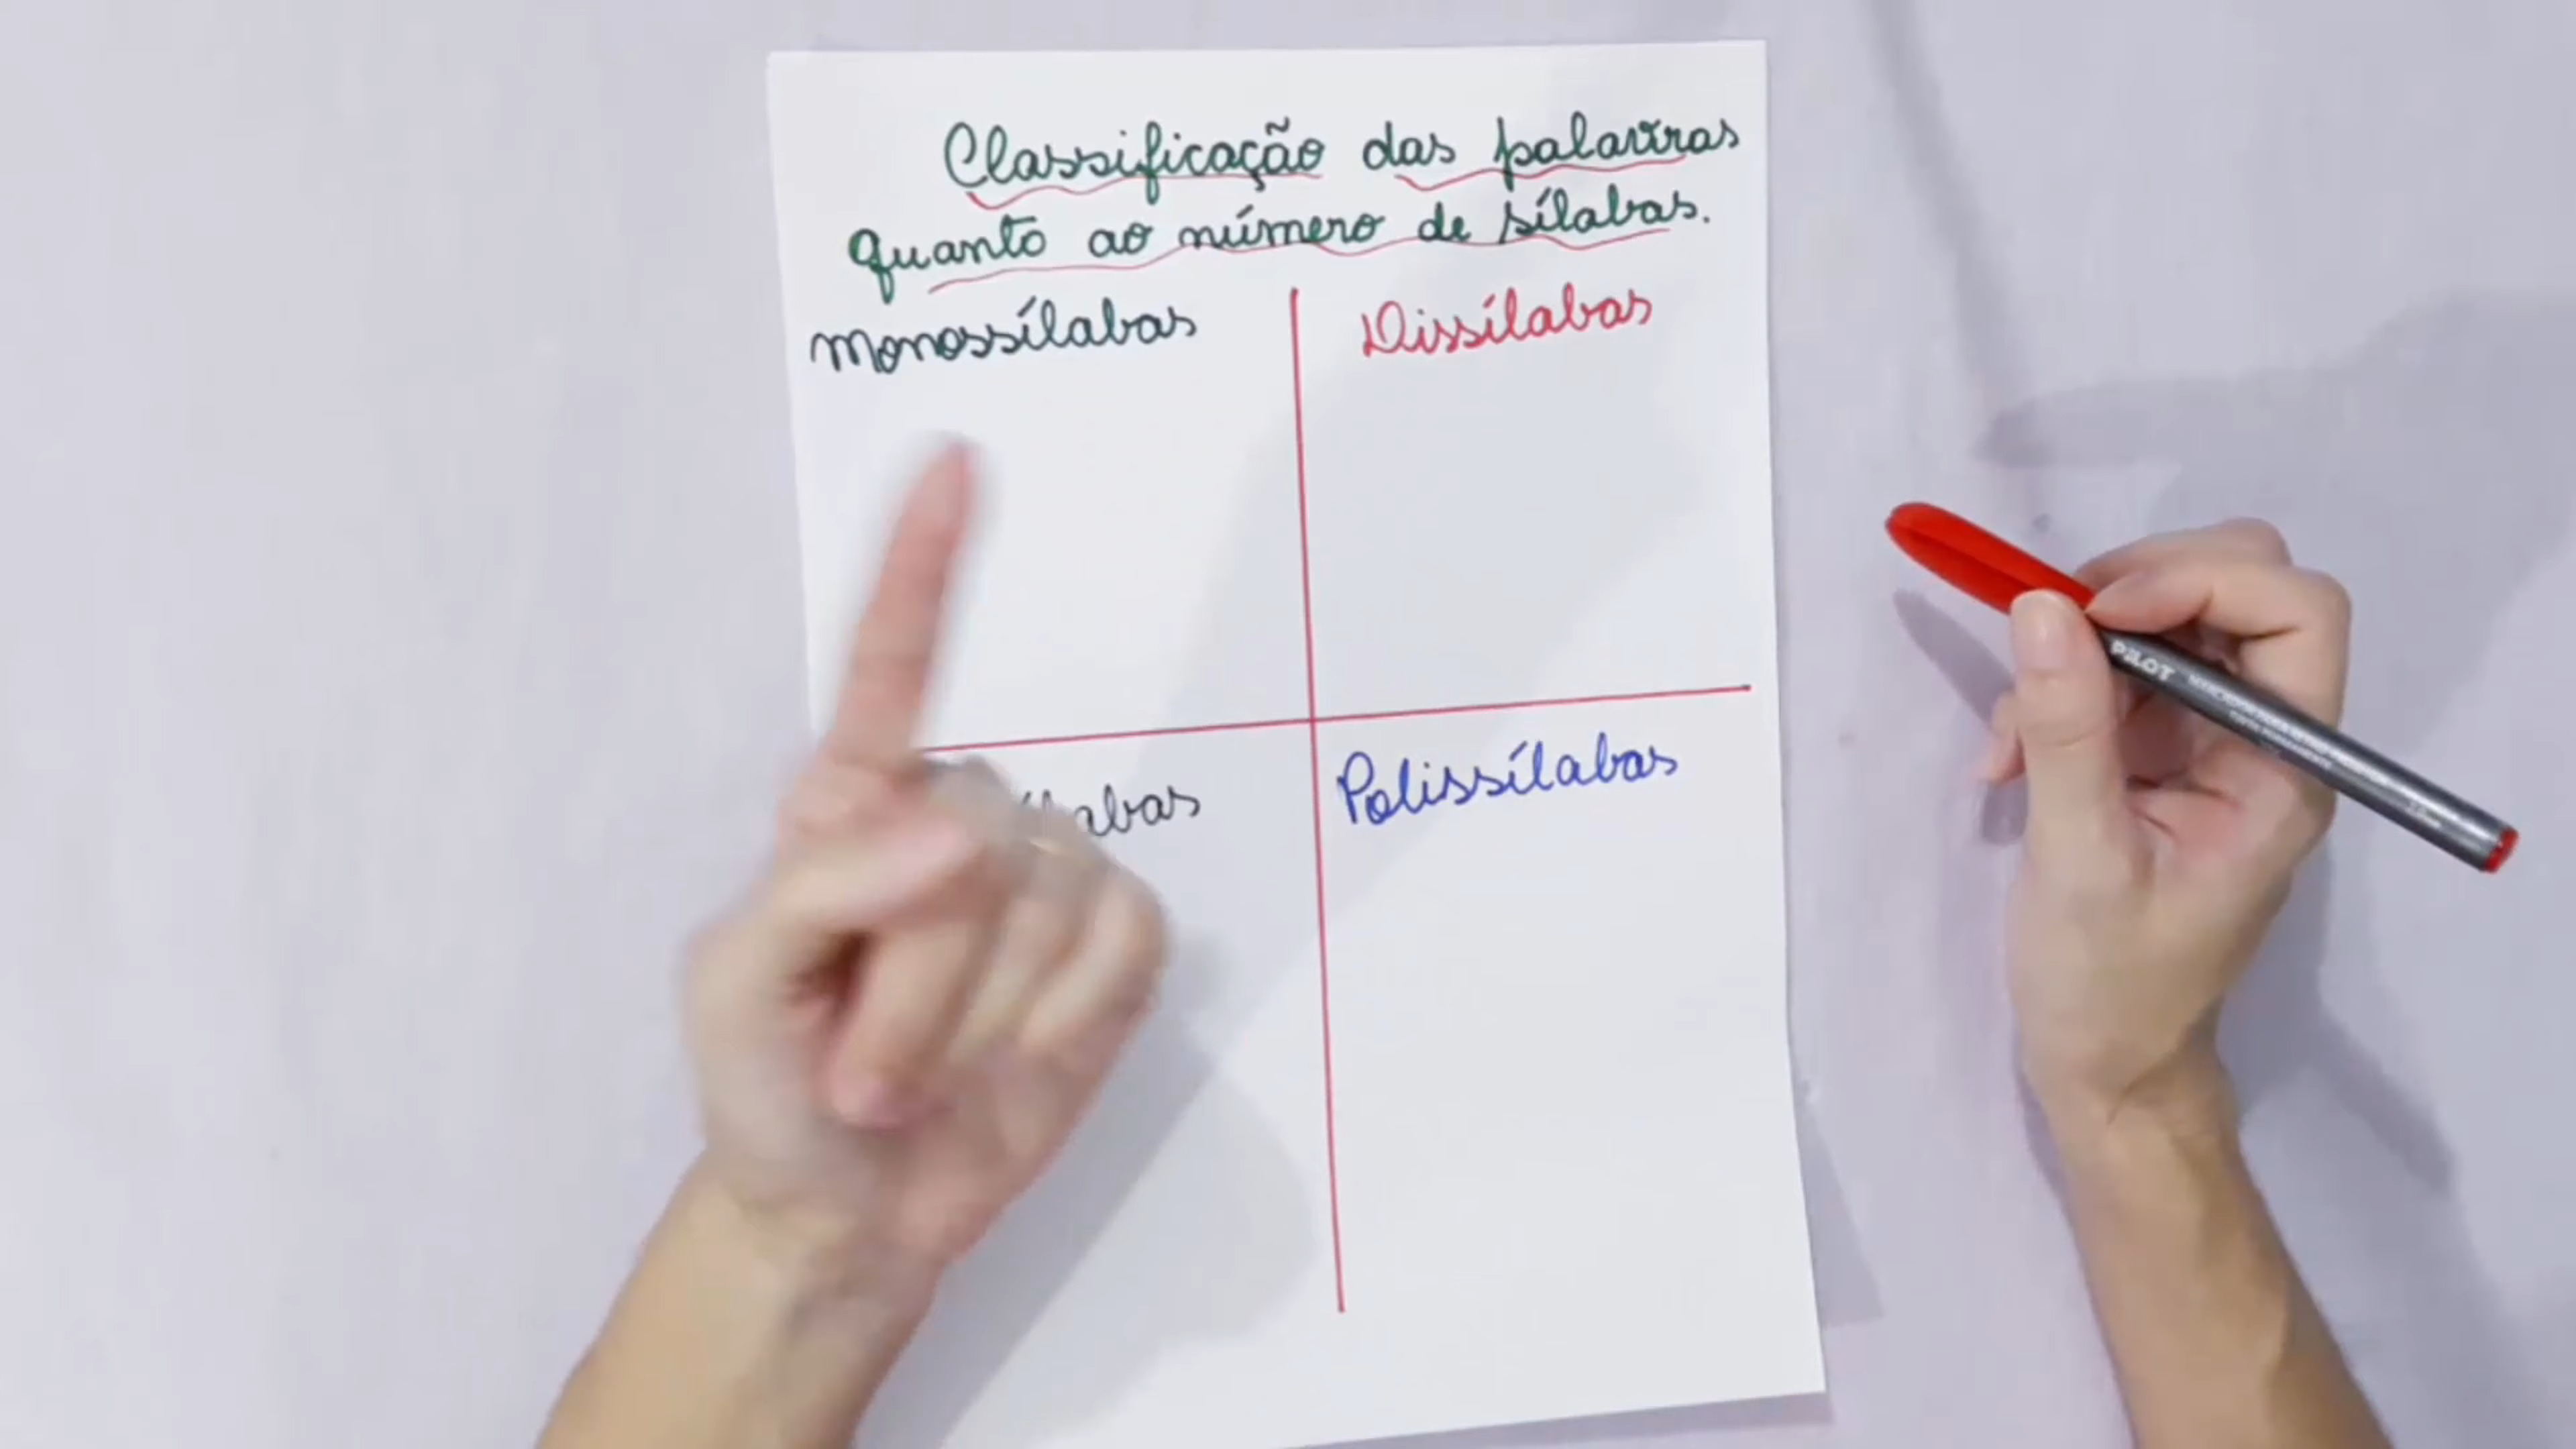 Classificação das palavras
quanto ao número de sílabas.
Monossílabas
Dissílabas
Polissílabas
PILOT